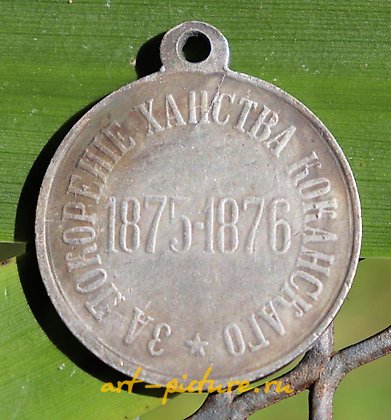 ЗА ПОКОРЕНІЕ ХАНСТВА КОКАНСКАГО
1875-1876
art-picture.ru